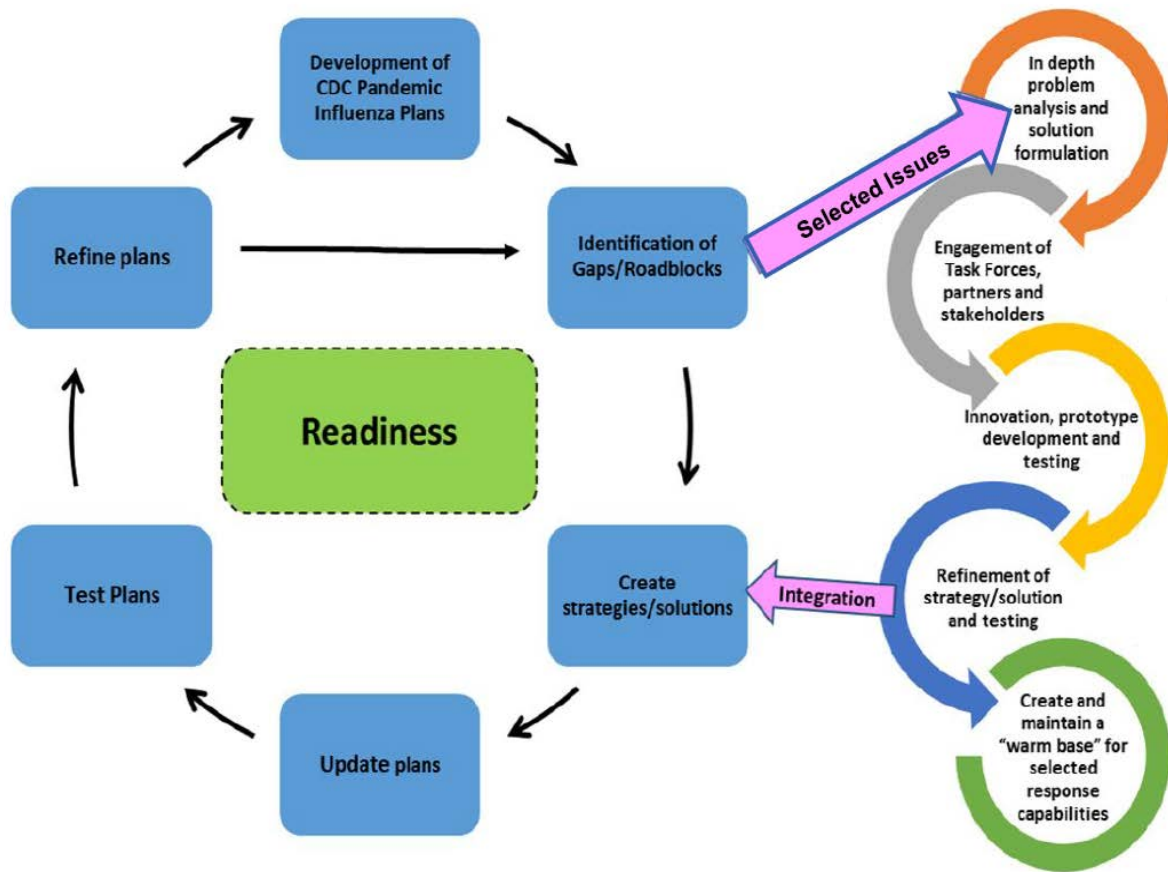 Development of
CDC Pandemic
Influenza Plans
Refine plans
Identification of
Gaps/Roadblocks
Selected Issues
In depth
problem
analysis and
solution
formulation
Engagement of
Task Forces,
partners and
stakeholders
Readiness
Innovation, prototype
development and
testing
Test Plans
Create
strategies/solutions
Integration
Refinement of
strategy/solution
and testing
Update plans
Create and
maintain a
“warm base” for
selected
response
capabilities